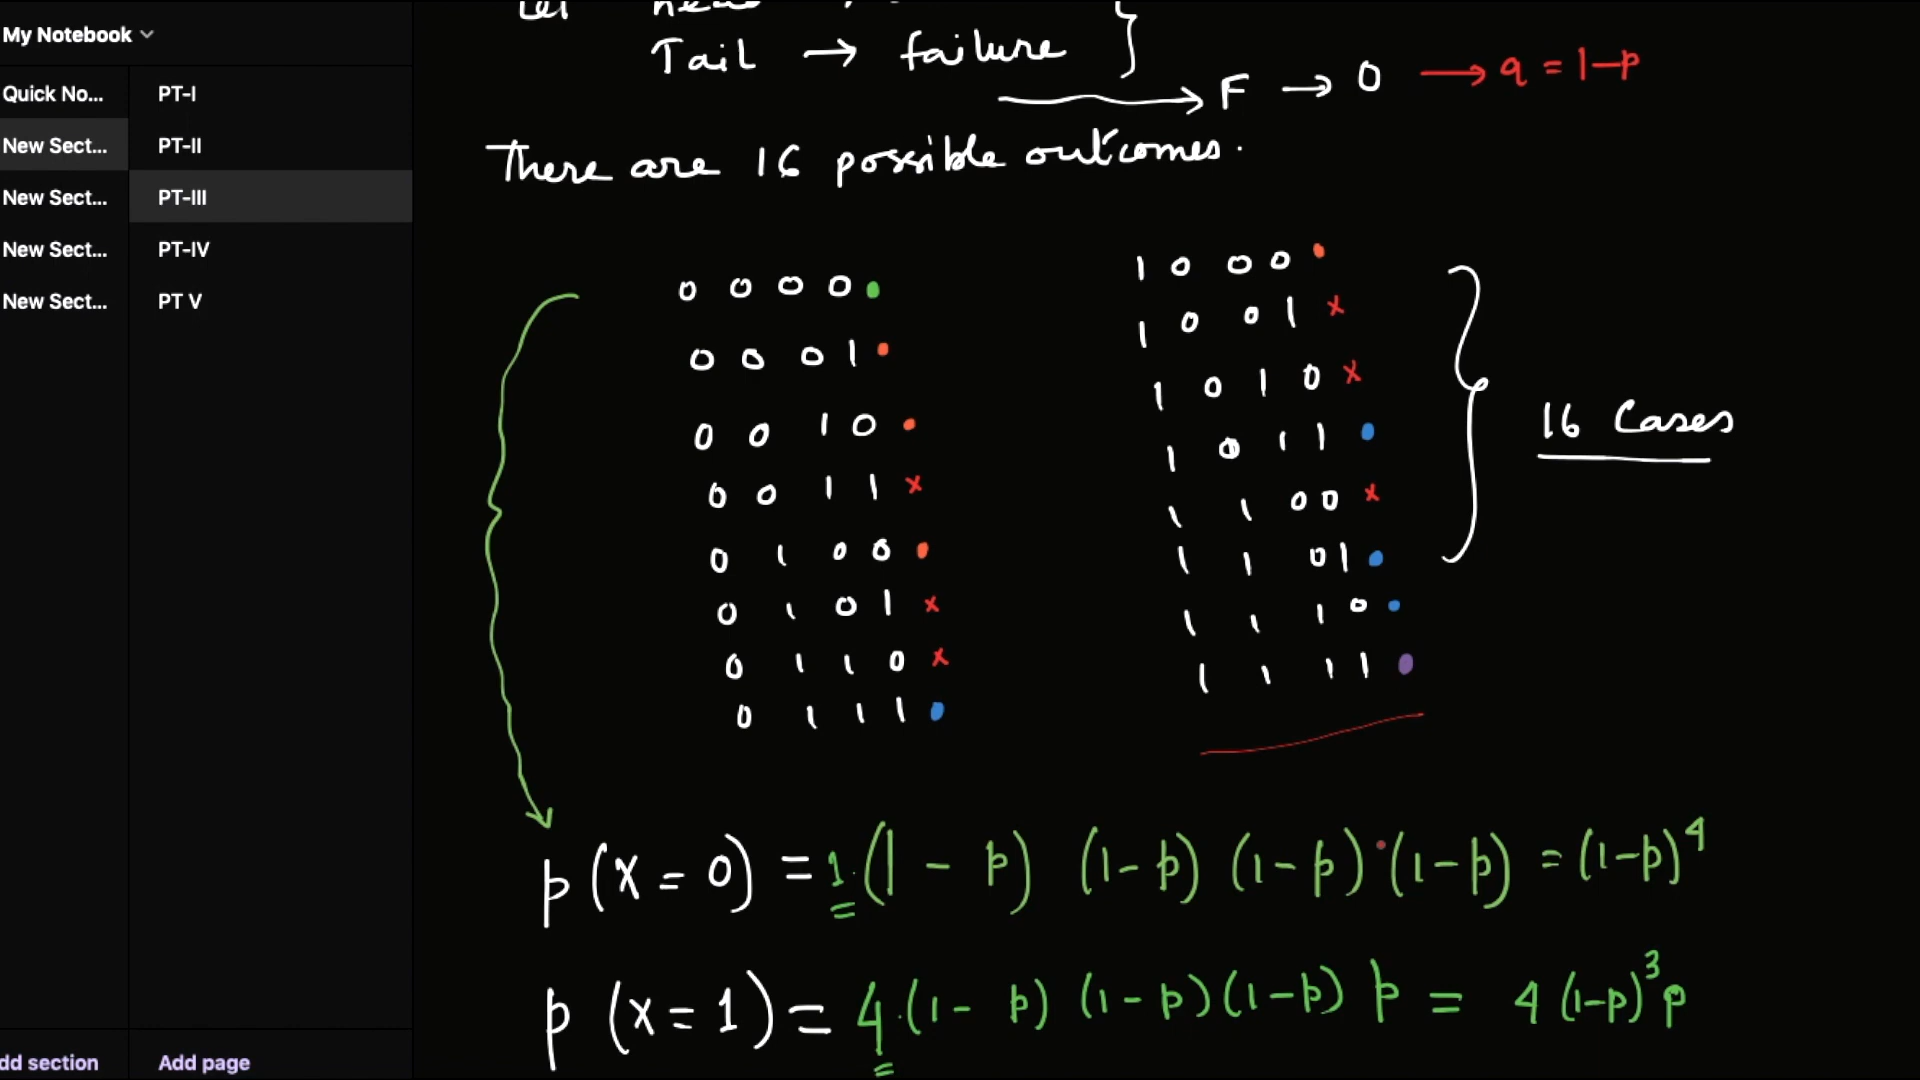 My Notebook
Quick No...
New Sect...
New Sect...
New Sect...
New Sect...
PT-I
PT-II
PT-III
PT-IV
PT V
dd section
Add page
Let
Tail → failure
F → 0 → q = 1-p
There are 16 possible outcomes.
0 0 0 0
0 0 0 1
0 0 1 0
0 0 1 1 x
0 1 0 0
0 1 0 1 x
0 1 1 0 x
0 1 1 1
1 0 0 0
1 0 0 1 x
1 0 1 0 x
1 0 1 1
1 1 0 0 x
1 1 0 1
1 1 1 0
1 1 1 1
16 Cases
p (x = 0) = 1.(1 - p) (1-p) (1-p).(1-p) = (1-p)^4
p (x = 1) = 4.(1- p) (1-p)(1-p) p = 4 (1-p)^3 p